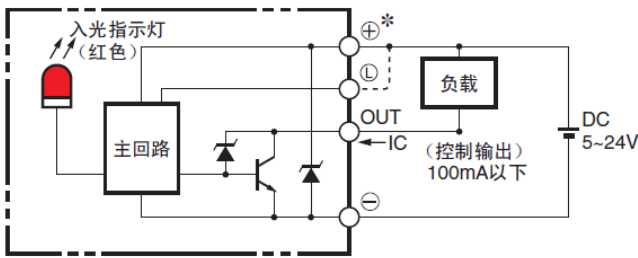 入光指示灯
（红色）
主回路
⊕*
Ⓛ
OUT
IC
⊖
负载
（控制输出）
100mA以下
DC
5~24V